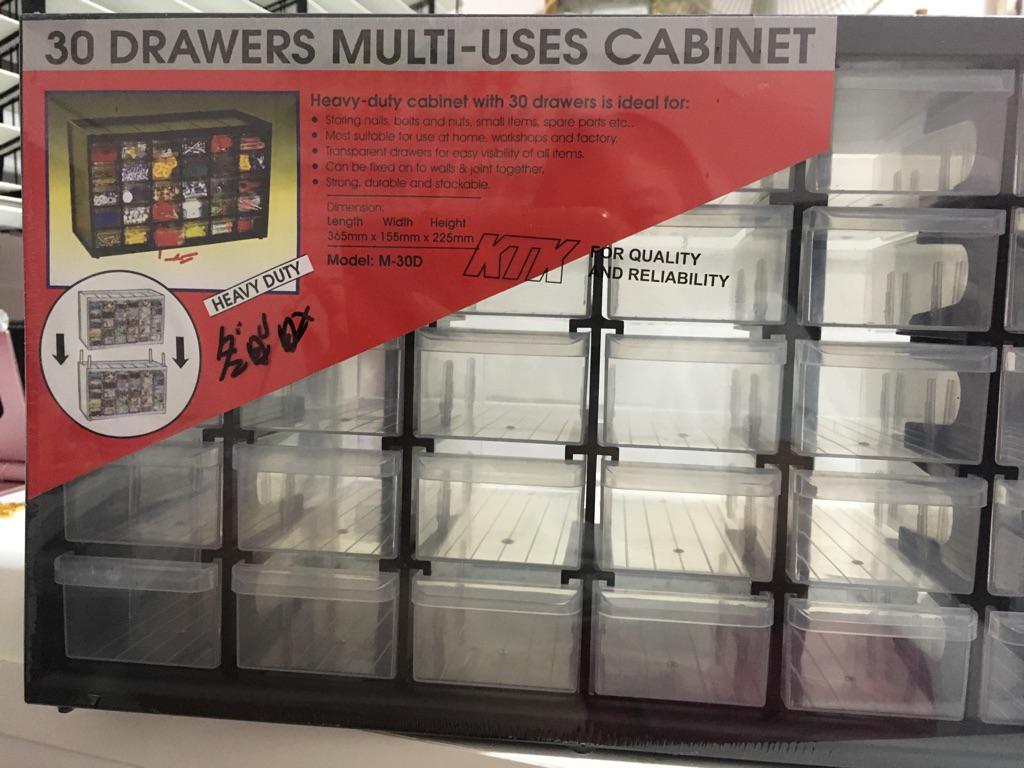 30 DRAWERS MULTI-USES CABINET
Heavy-duty cabinet with 30 drawers is ideal for:
• Storing nails, bolts and nuts, small items, spare parts etc..
• Most suitable for use at home, workshops and factory.
• Transparent drawers for easy visibility of all items.
• Can be fixed on to walls & joint together.
• Strong, durable and stackable.
Dimension:
Length Width Height
365mm x 155mm x 225mm
Model: M-30D
KTK
FOR QUALITY
AND RELIABILITY
HEAVY DUTY